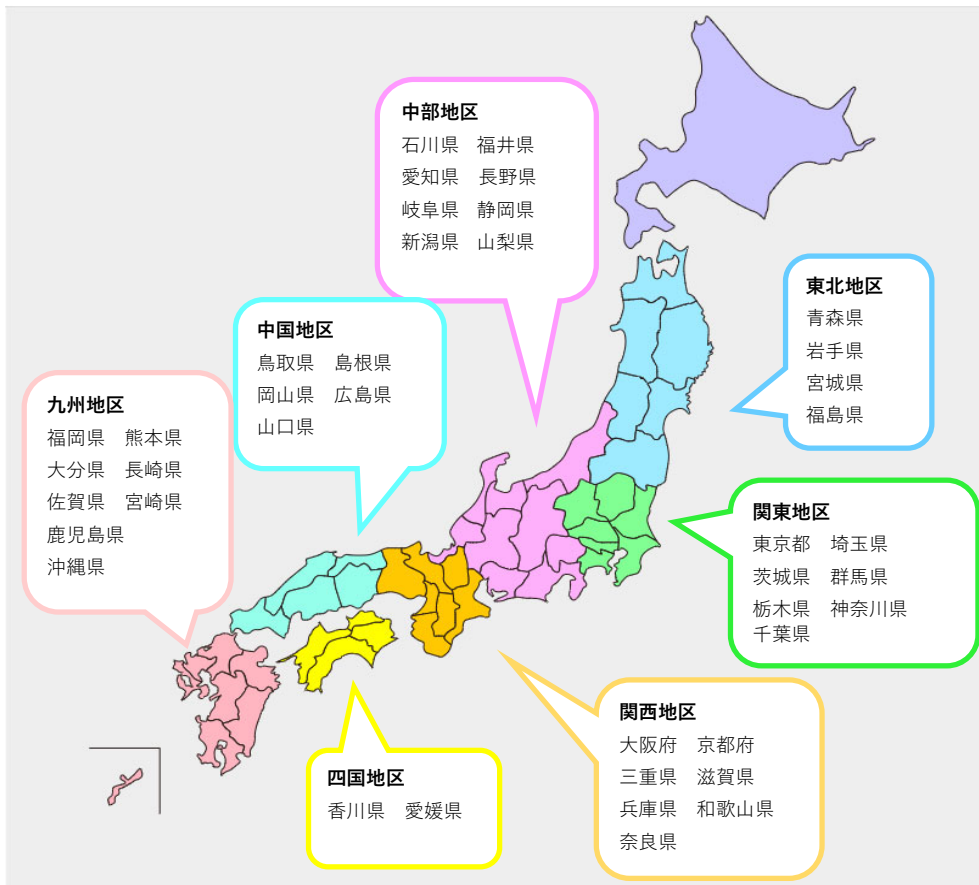 中部地区
石川県　福井県
愛知県　長野県
岐阜県　静岡県
新潟県　山梨県
東北地区
青森県
岩手県
宮城県
福島県
中国地区
鳥取県　島根県
岡山県　広島県
山口県
九州地区
福岡県　熊本県
大分県　長崎県
佐賀県　宮崎県
鹿児島県
沖縄県
関東地区
東京都　埼玉県
茨城県　群馬県
栃木県　神奈川県
千葉県
関西地区
大阪府　京都府
三重県　滋賀県
兵庫県　和歌山県
奈良県
四国地区
香川県　愛媛県